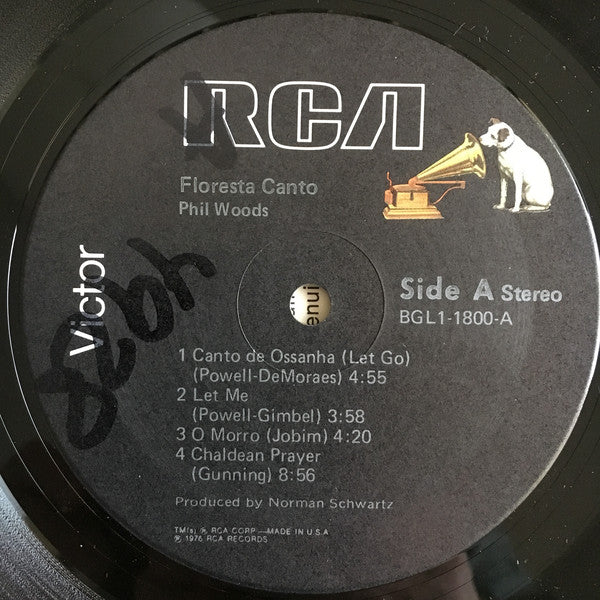 RCA
Floresta Canto
Phil Woods
Victor
Side A Stereo
BGL1-1800-A
1 Canto de Ossanha (Let Go)
(Powell-DeMoraes) 4:55
2 Let Me
(Powell-Gimbel) 3:58
3 O Morro (Jobim) 4:20
4 Chaldean Prayer
(Gunning) 8:56
Produced by Norman Schwartz
TM(s) ® RCA CORP—MADE IN U.S.A
℗ 1976 RCA RECORDS
enui